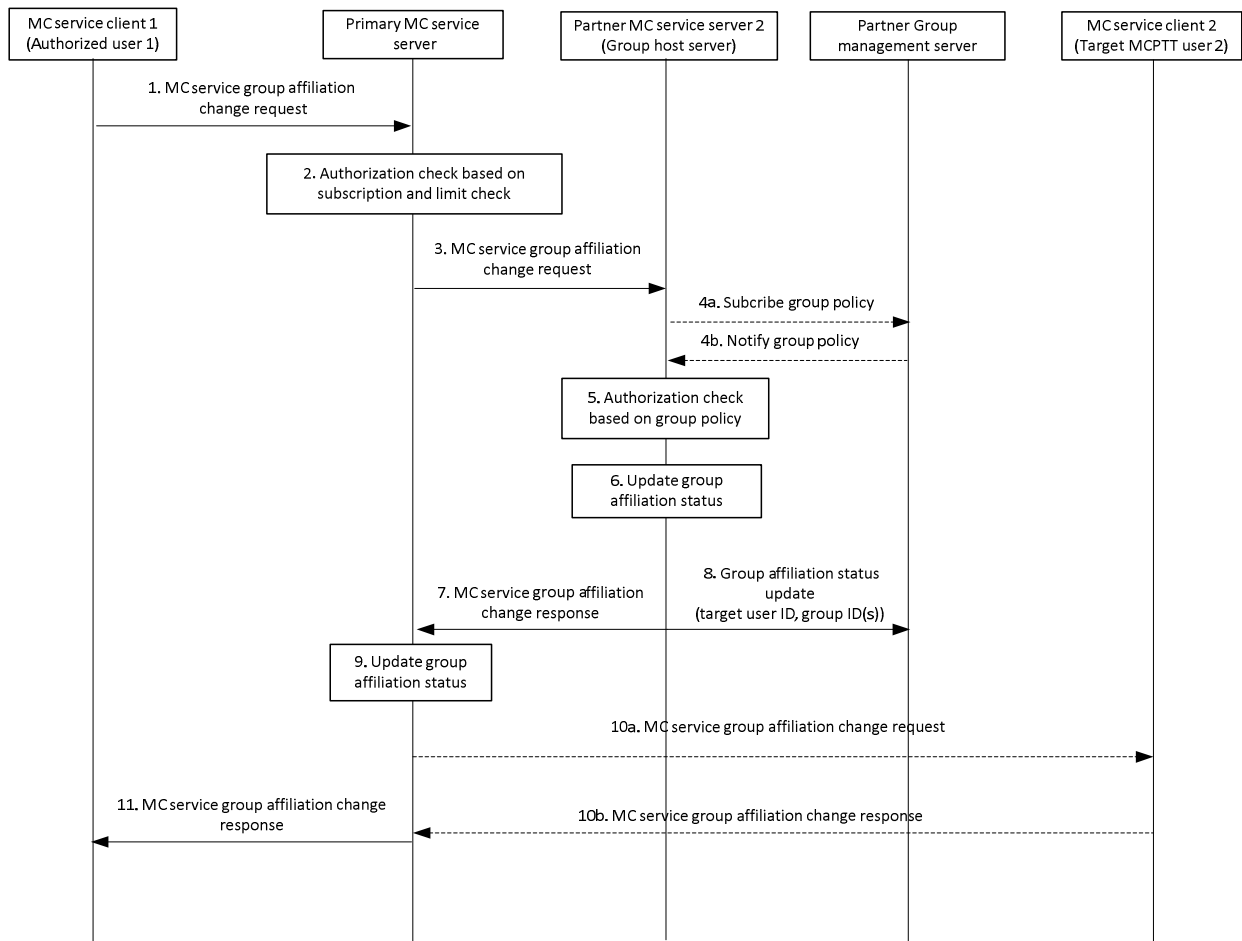 MC service client 1
(Authorized user 1)
Primary MC service
server
Partner MC service server 2
(Group host server)
Partner Group
management server
MC service client 2
(Target MCPTT user 2)
1. MC service group affiliation
change request
2. Authorization check based on
subscription and limit check
3. MC service group affiliation
change request
4a. Subcribe group policy
4b. Notify group policy
5. Authorization check
based on group policy
6. Update group
affiliation status
7. MC service group affiliation
change response
8. Group affiliation status
update
(target user ID, group ID(s))
9. Update group
affiliation status
10a. MC service group affiliation change request
11. MC service group affiliation change
response
10b. MC service group affiliation change response